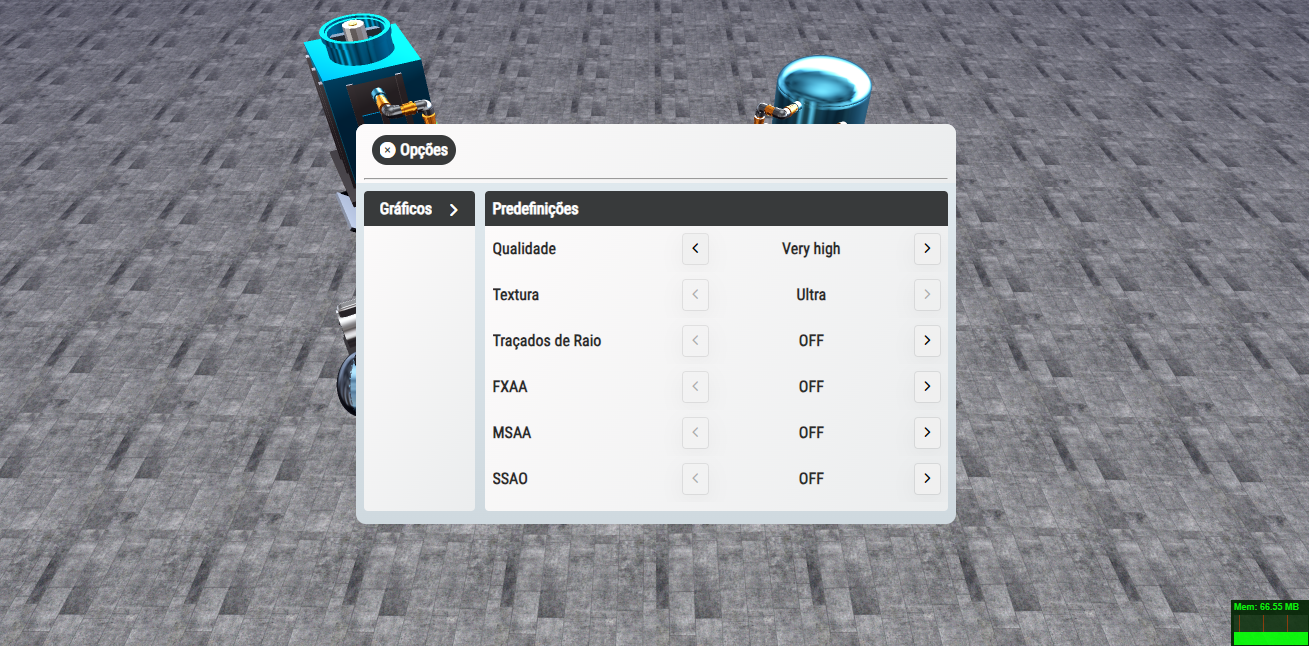 Opções
Gráficos
Predefinições
Qualidade Very high
Textura Ultra
Traçados de Raio OFF
FXAA OFF
MSAA OFF
SSAO OFF
Mem: 66.55 MB